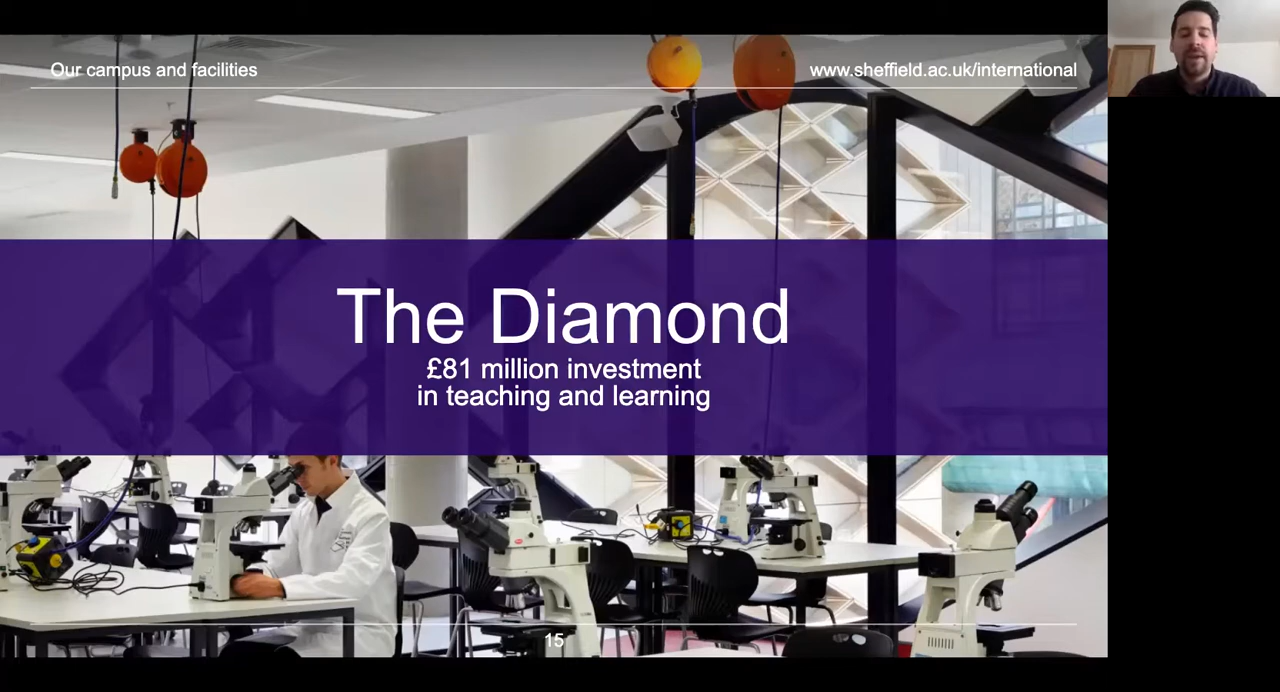 Our campus and facilities
www.sheffield.ac.uk/international
The Diamond
£81 million investment
in teaching and learning
15